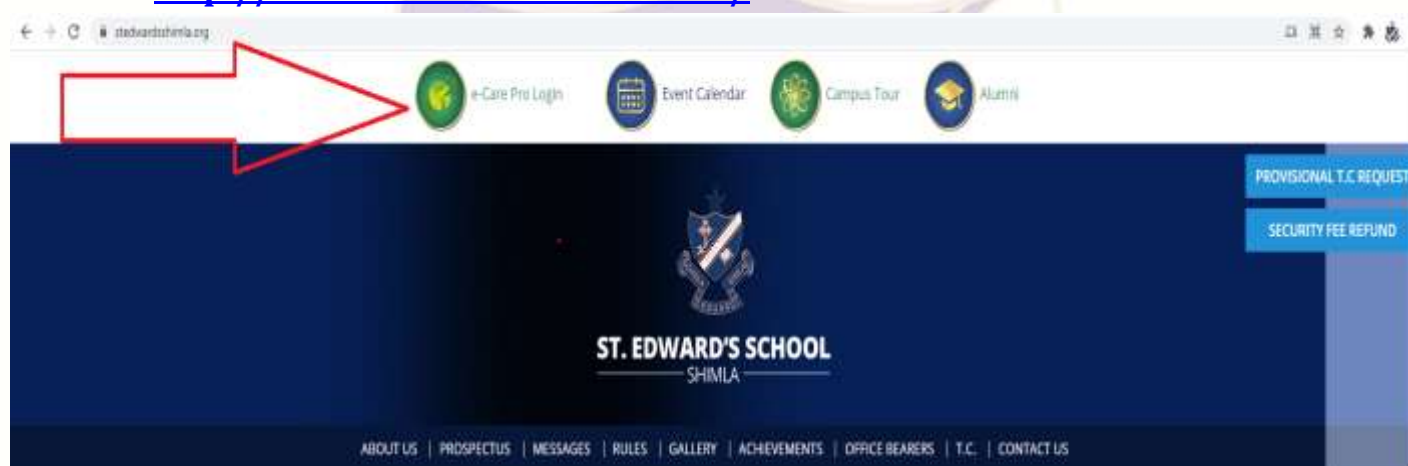 stedwardsshimla.org
e-Care Pro Login
Event Calendar
Campus Tour
Alumni
PROVISIONAL T.C REQUEST
SECURITY FEE REFUND
ST. EDWARD'S SCHOOL
SHIMLA
ABOUT US | PROSPECTUS | MESSAGES | RULES | GALLERY | ACHIEVEMENTS | OFFICE BEARERS | T.C. | CONTACT US